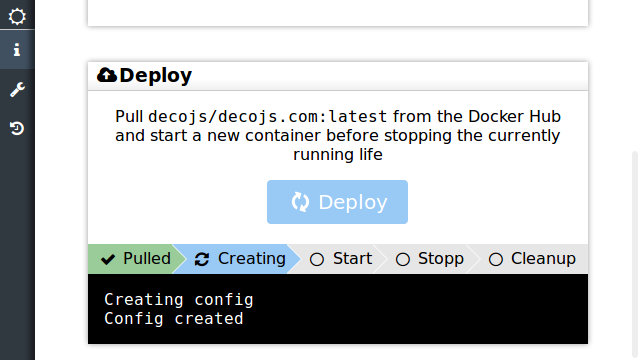 Deploy
Pull decojs/decojs.com:latest from the Docker Hub
and start a new container before stopping the currently
running life
Deploy
Pulled Creating Start Stopp Cleanup
Creating config
Config created